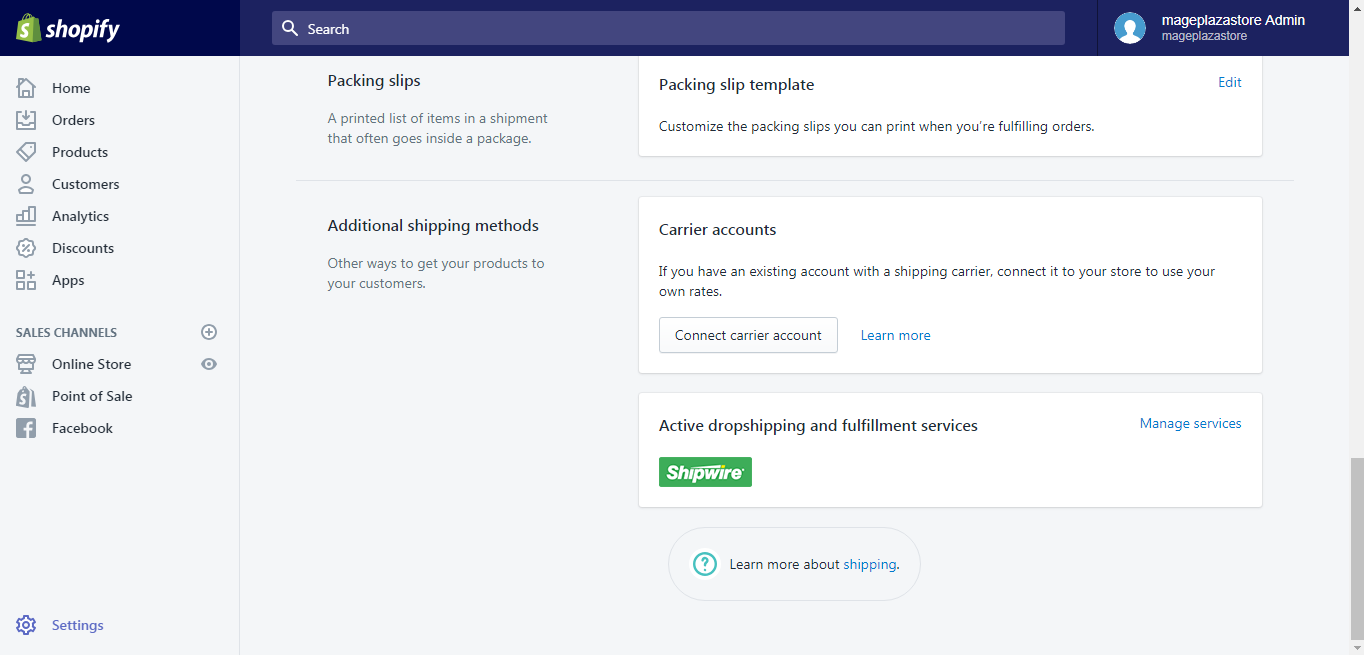 shopify
Search
mageplazastore Admin
mageplazastore
Home
Orders
Products
Customers
Analytics
Discounts
Apps
SALES CHANNELS
Online Store
Point of Sale
Facebook
Settings
Packing slips
A printed list of items in a shipment
that often goes inside a package.
Packing slip template
Edit
Customize the packing slips you can print when you’re fulfilling orders.
Additional shipping methods
Other ways to get your products to
your customers.
Carrier accounts
If you have an existing account with a shipping carrier, connect it to your store to use your
own rates.
Connect carrier account
Learn more
Active dropshipping and fulfillment services
Manage services
Shipwire
Learn more about shipping.